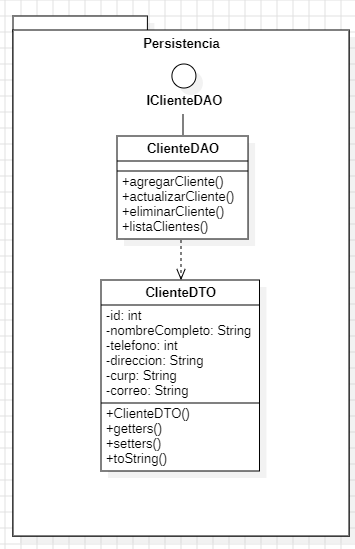 Persistencia
IClienteDAO
ClienteDAO
+agregarCliente()
+actualizarCliente()
+eliminarCliente()
+listaClientes()
ClienteDTO
-id: int
-nombreCompleto: String
-telefono: int
-direccion: String
-curp: String
-correo: String
+ClienteDTO()
+getters()
+setters()
+toString()